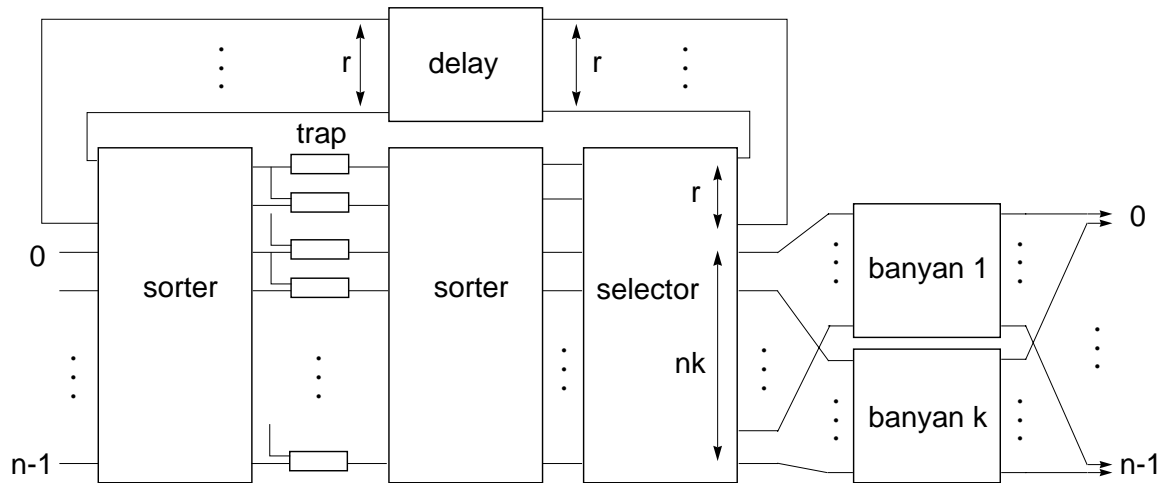 r
delay
r
trap
r
0
0
banyan 1
sorter
sorter
selector
nk
banyan k
n-1
n-1